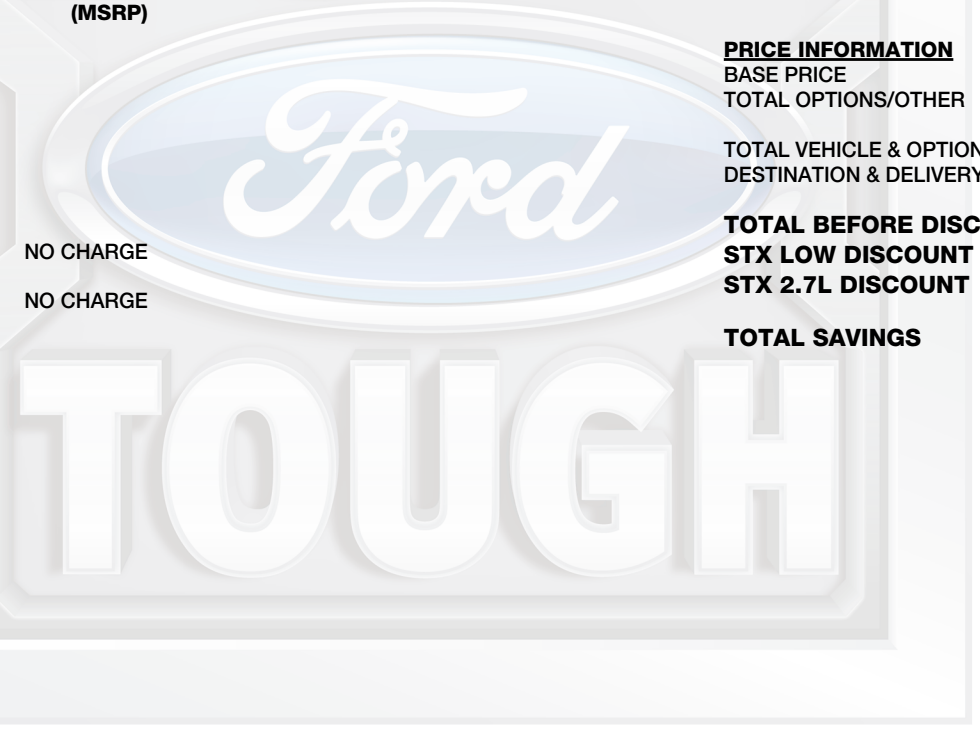 (MSRP)
PRICE INFORMATION
BASE PRICE
TOTAL OPTIONS/OTHER
TOTAL VEHICLE & OPTION
DESTINATION & DELIVERY
TOTAL BEFORE DISC
NO CHARGE
STX LOW DISCOUNT
STX 2.7L DISCOUNT
NO CHARGE
TOTAL SAVINGS
Ford
TOUGH